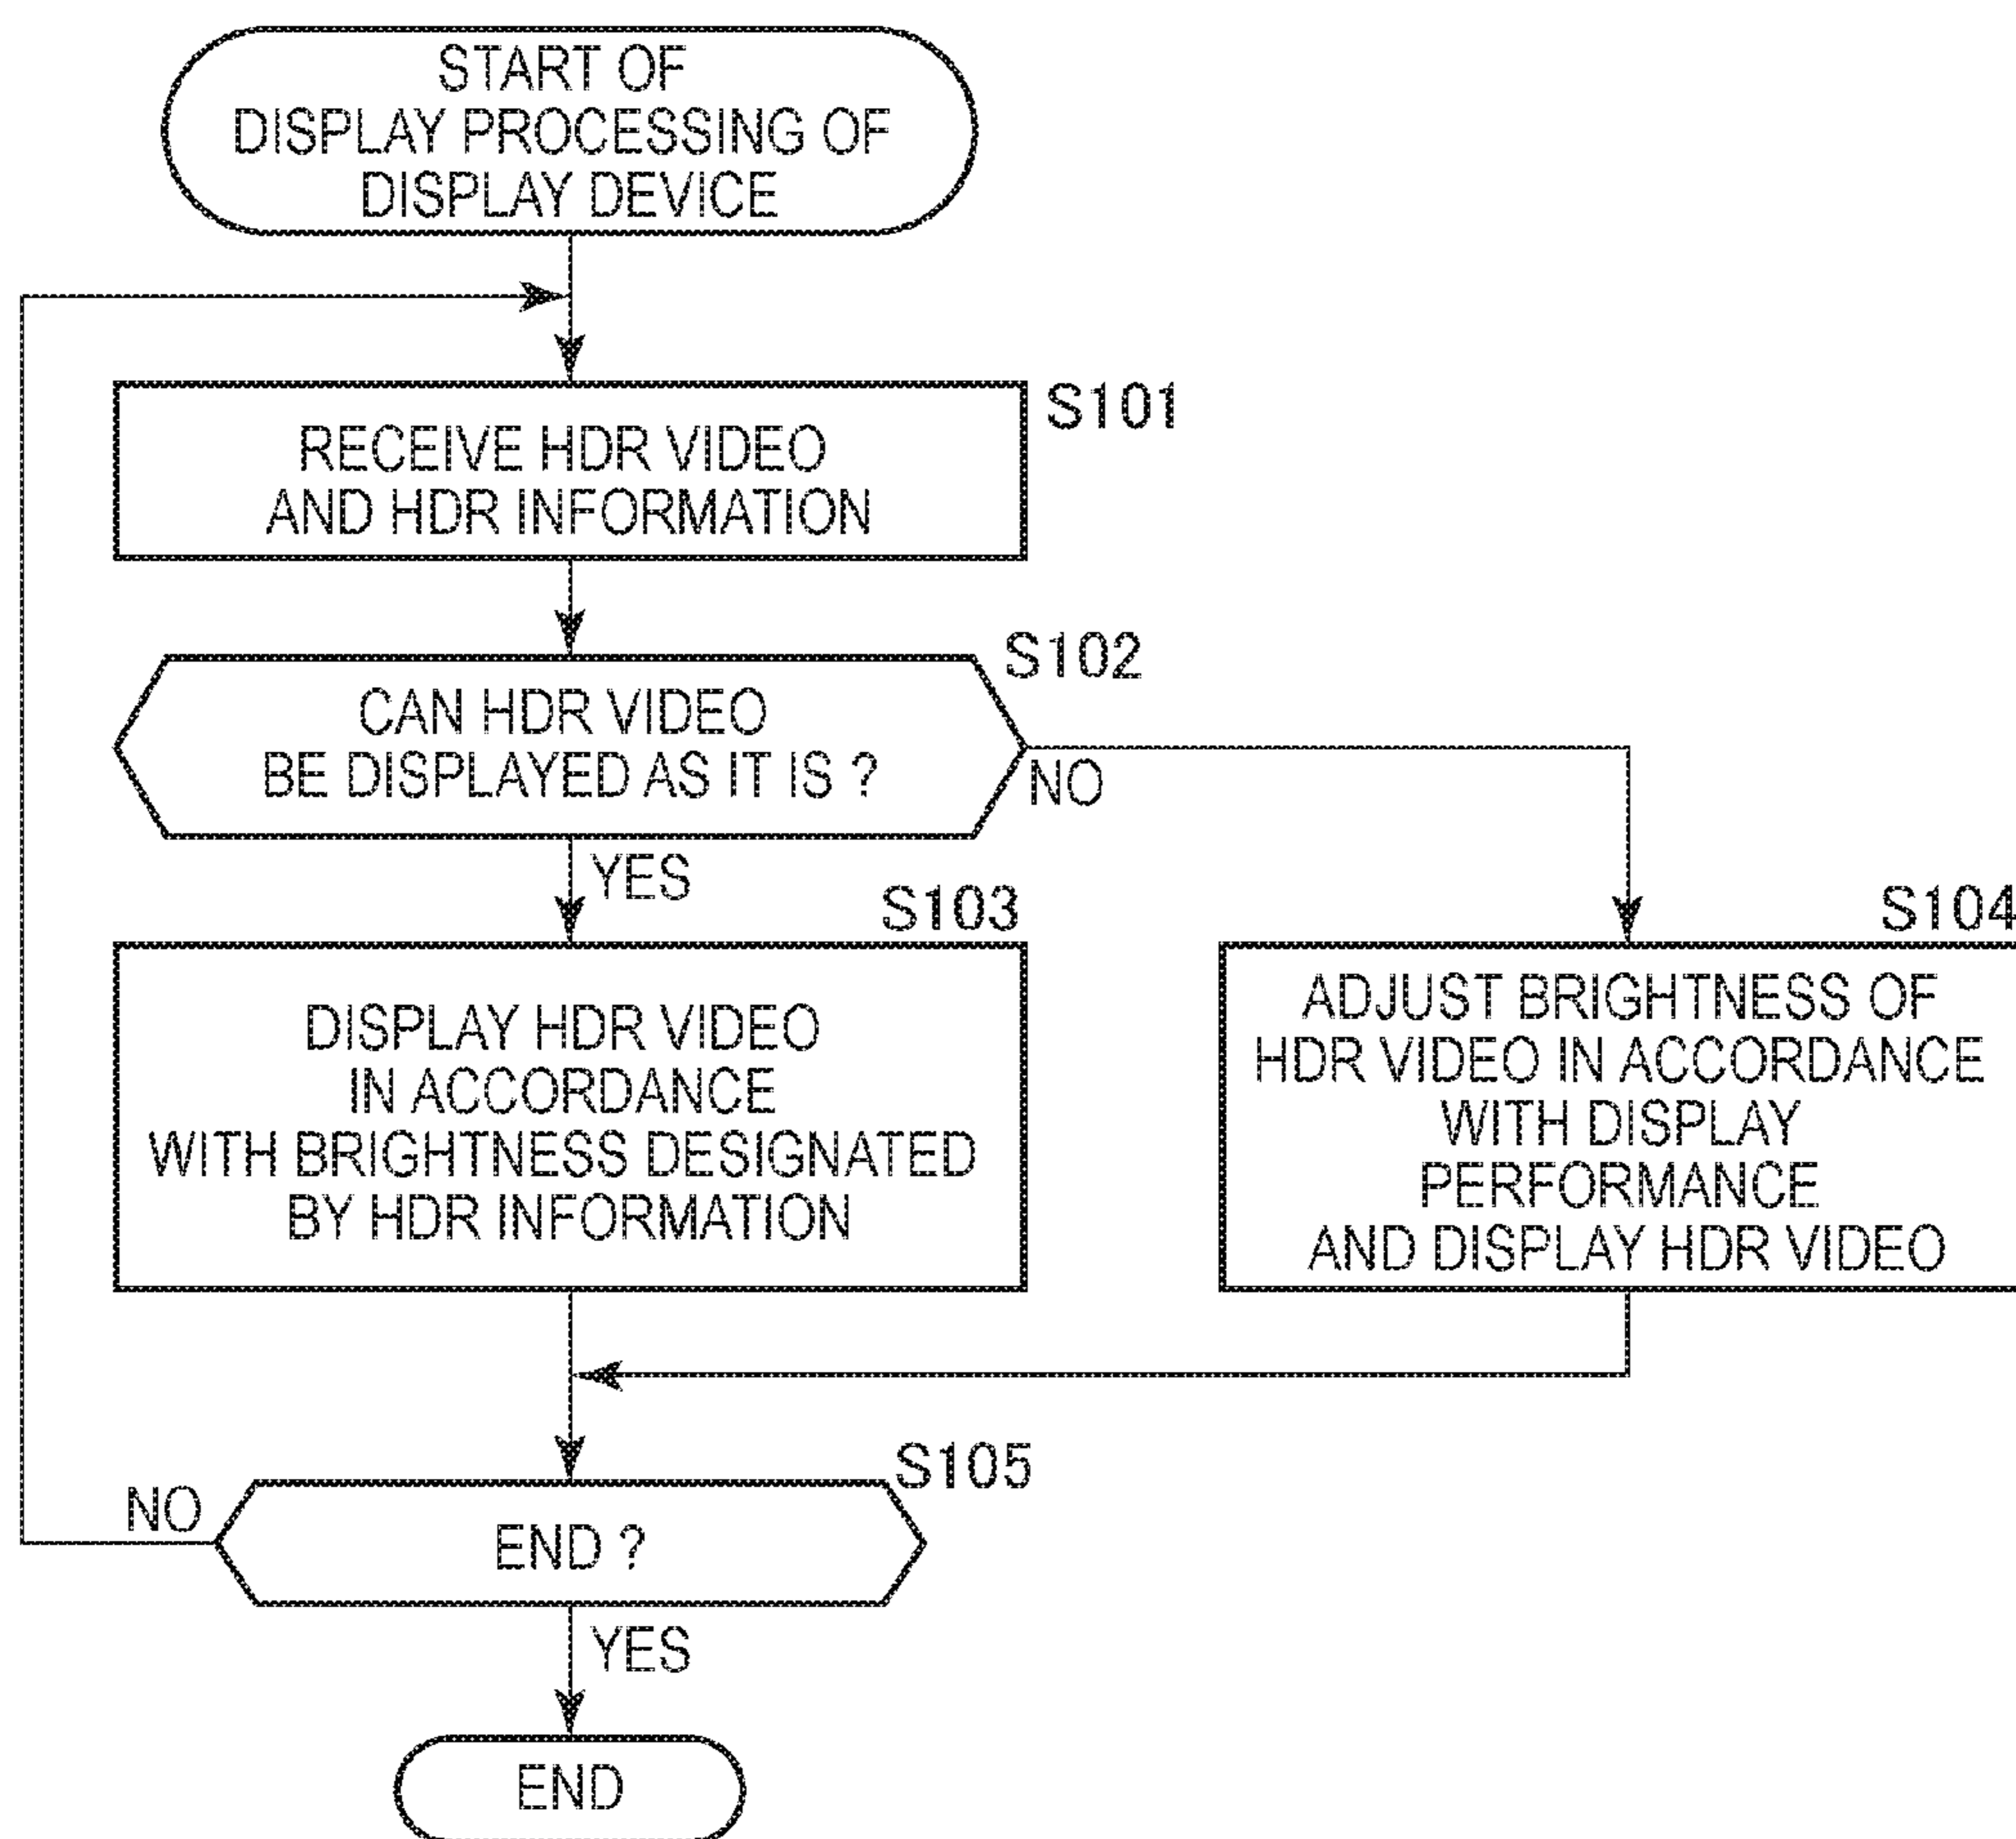 START OF
DISPLAY PROCESSING OF
DISPLAY DEVICE
S101
RECEIVE HDR VIDEO
AND HDR INFORMATION
S102
CAN HDR VIDEO
BE DISPLAYED AS IT IS ?
NO
YES
S103
DISPLAY HDR VIDEO
IN ACCORDANCE
WITH BRIGHTNESS DESIGNATED
BY HDR INFORMATION
S104
ADJUST BRIGHTNESS OF
HDR VIDEO IN ACCORDANCE
WITH DISPLAY
PERFORMANCE
AND DISPLAY HDR VIDEO
S105
NO
END ?
YES
END